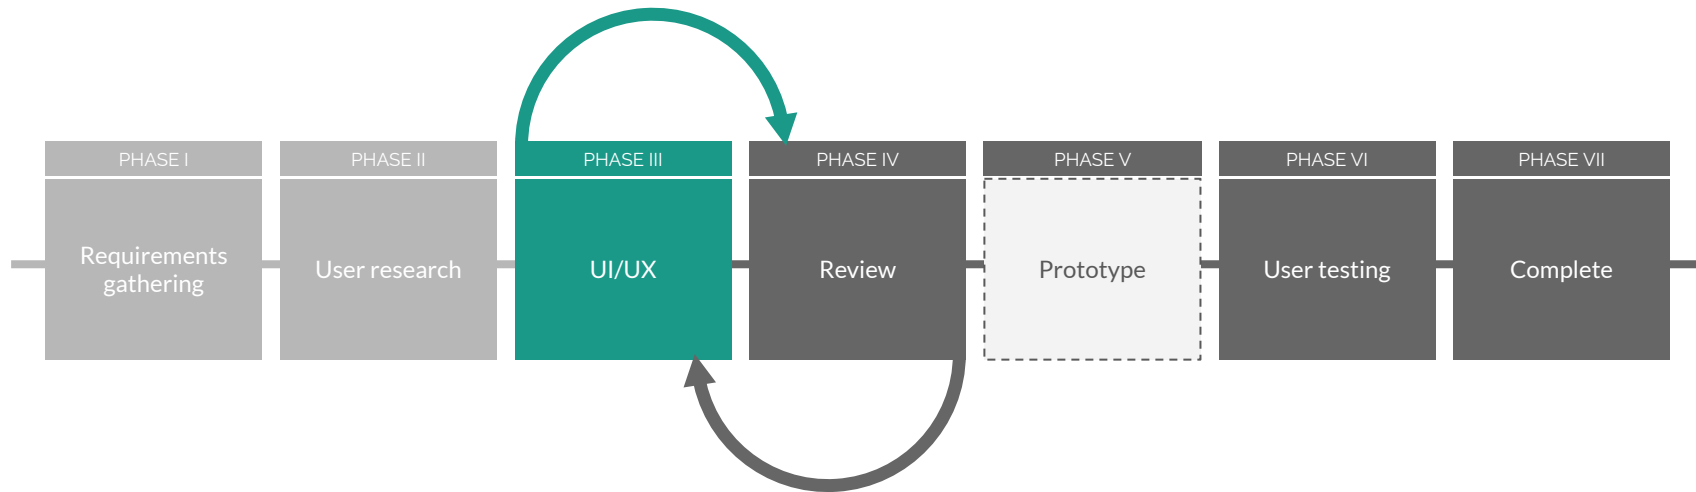 PHASE I
PHASE II
PHASE III
PHASE IV
PHASE V
PHASE VI
PHASE VII
Requirements
gathering
User research
UI/UX
Review
Prototype
User testing
Complete